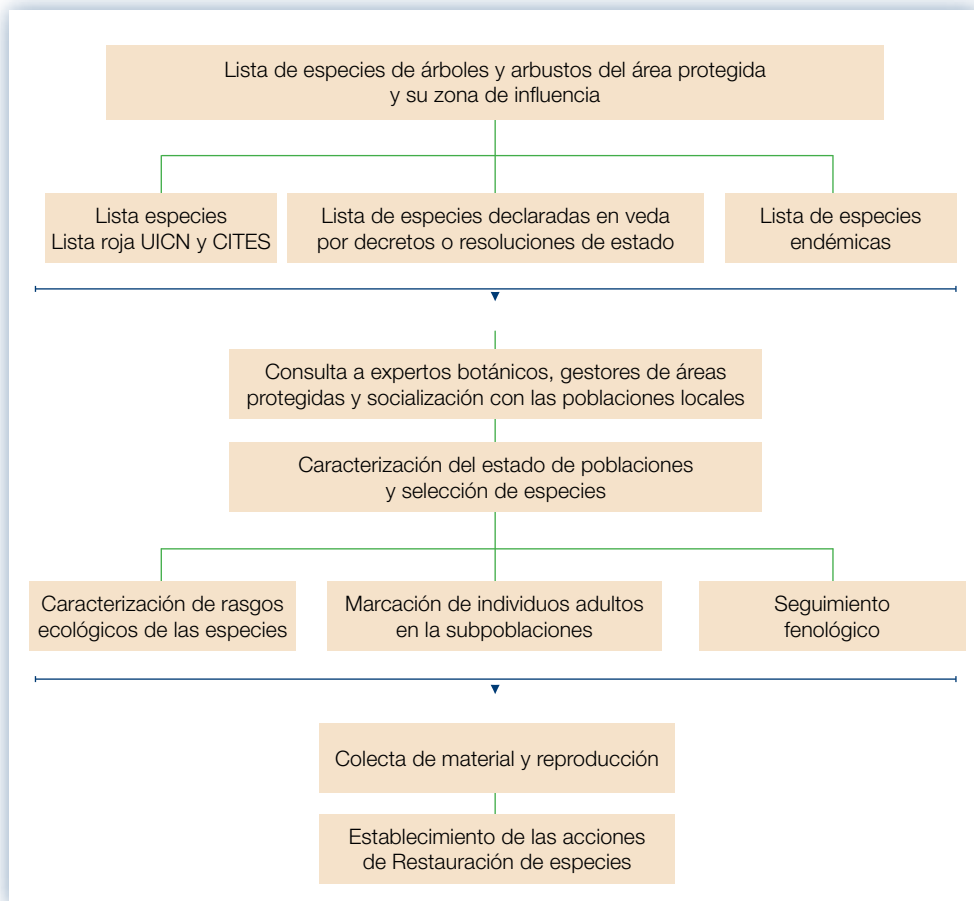 Lista de especies de árboles y arbustos del área protegida
y su zona de influencia
Lista especies
Lista roja UICN y CITES
Lista de especies declaradas en veda
por decretos o resoluciones de estado
Lista de especies
endémicas
Consulta a expertos botánicos, gestores de áreas
protegidas y socialización con las poblaciones locales
Caracterización del estado de poblaciones
y selección de especies
Caracterización de rasgos
ecológicos de las especies
Marcación de individuos adultos
en la subpoblaciones
Seguimiento
fenológico
Colecta de material y reproducción
Establecimiento de las acciones
de Restauración de especies